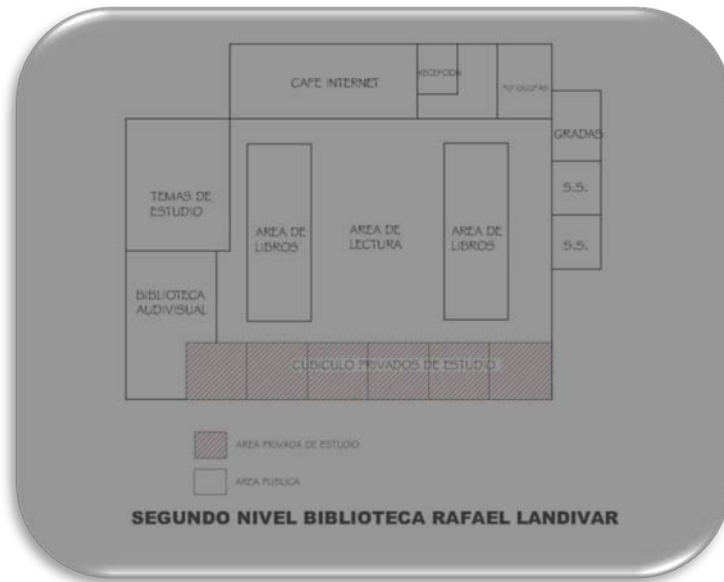 CAFE INTERNET
RECEPCION
FOTOCOPIAS
GRADAS
TEMAS DE
ESTUDIO
S.S.
AREA DE
LIBROS
AREA DE
LECTURA
AREA DE
LIBROS
S.S.
BIBLIOTECA
AUDIVISUAL
CUBICULO PRIVADOS DE ESTUDIO
AREA PRIVADA DE ESTUDIO
AREA PUBLICA
SEGUNDO NIVEL BIBLIOTECA RAFAEL LANDIVAR